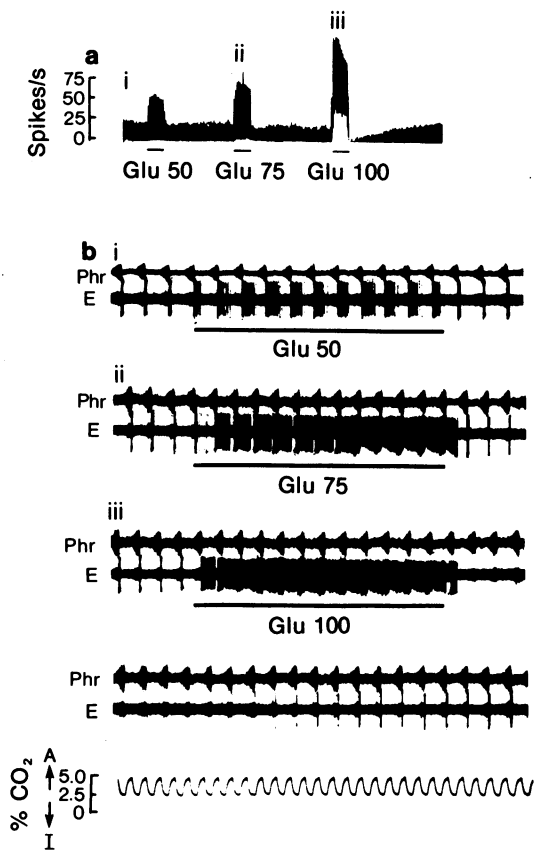 iii
a
ii
i
Spikes/s
75
50
25
0
Glu 50
Glu 75
Glu 100
b
i
Phr
E
Glu 50
ii
Phr
E
Glu 75
iii
Phr
E
Glu 100
Phr
E
A
% CO₂
5.0
2.5
0
I